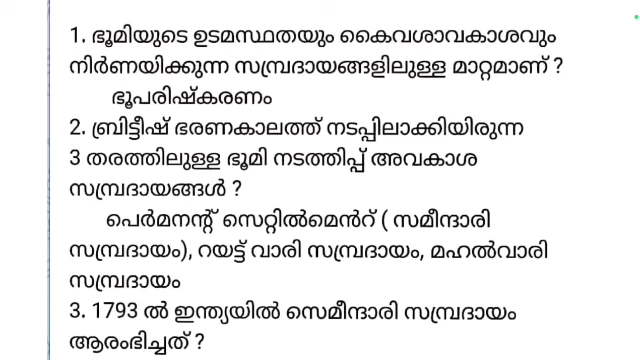 1. ഭൂമിയുടെ ഉടമസ്ഥതയും കൈവശാവകാശവും
നിർണയിക്കുന്ന സമ്പ്രദായങ്ങളിലുള്ള മാറ്റമാണ് ?
ഭൂപരിഷ്കരണം
2. ബ്രിട്ടീഷ് ഭരണകാലത്ത് നടപ്പിലാക്കിയിരുന്ന
3 തരത്തിലുള്ള ഭൂമി നടത്തിപ്പ് അവകാശ
സമ്പ്രദായങ്ങൾ ?
പെർമനന്റ് സെറ്റിൽമെൻറ് ( സമീന്ദാരി
സമ്പ്രദായം), റയട്ട് വാരി സമ്പ്രദായം, മഹൽവാരി
സമ്പ്രദായം
3. 1793 ൽ ഇന്ത്യയിൽ സെമീന്ദാരി സമ്പ്രദായം
ആരംഭിച്ചത് ?